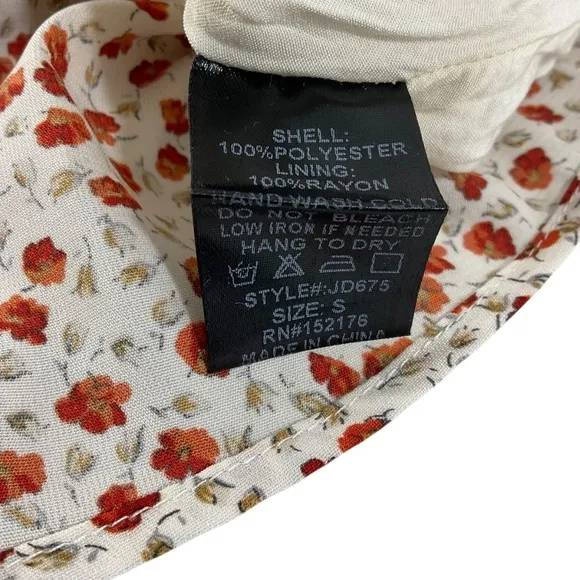 SHELL:
100%POLYESTER
LINING:
100%RAYON
HAND WASH COLD
DO NOT BLEACH
LOW IRON IF NEEDED
HANG TO DRY
STYLE#:JD675
SIZE: S
RN#152176
MADE IN CHINA